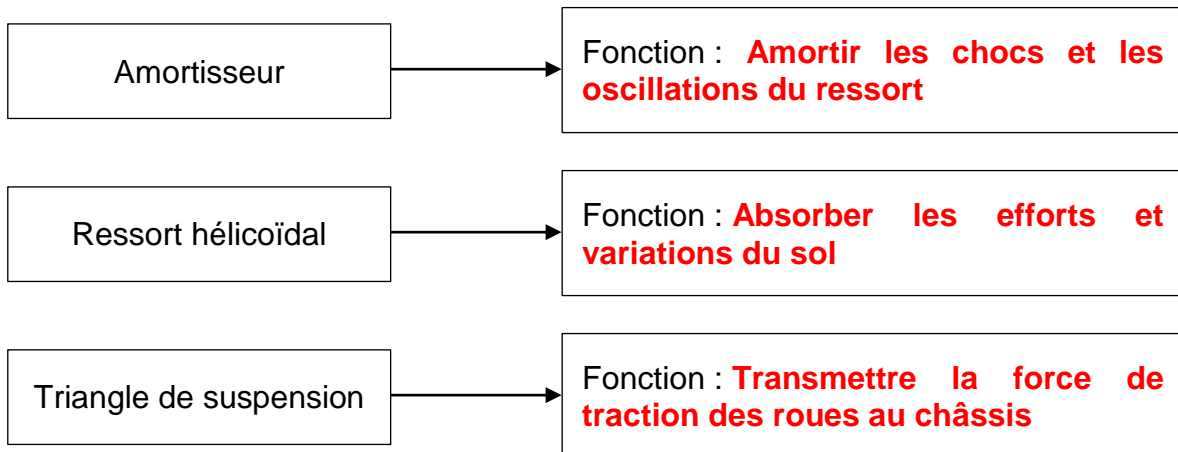 Amortisseur
Fonction : Amortir les chocs et les
oscillations du ressort
Ressort hélicoïdal
Fonction : Absorber les efforts et
variations du sol
Triangle de suspension
Fonction : Transmettre la force de
traction des roues au châssis